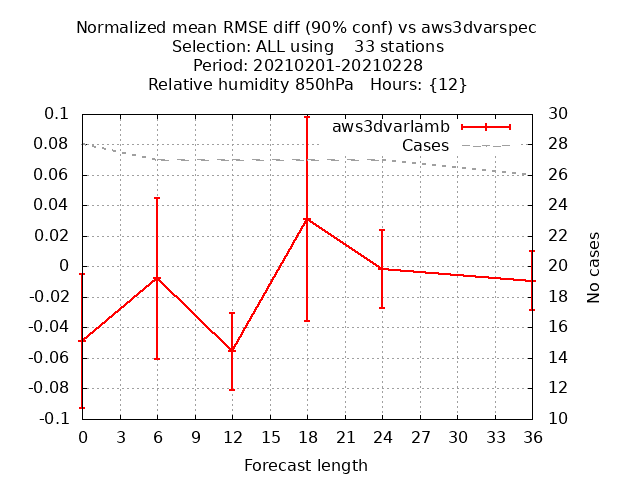 Normalized mean RMSE diff (90% conf) vs aws3dvarspec
Selection: ALL using    33 stations
Period: 20210201-20210228
Relative humidity 850hPa   Hours: {12}
aws3dvarlamb
Cases
0.1
0.08
0.06
0.04
0.02
0
-0.02
-0.04
-0.06
-0.08
-0.1
30
28
26
24
22
20
18
16
14
12
10
No cases
0 3 6 9 12 15 18 21 24 27 30 33 36
Forecast length